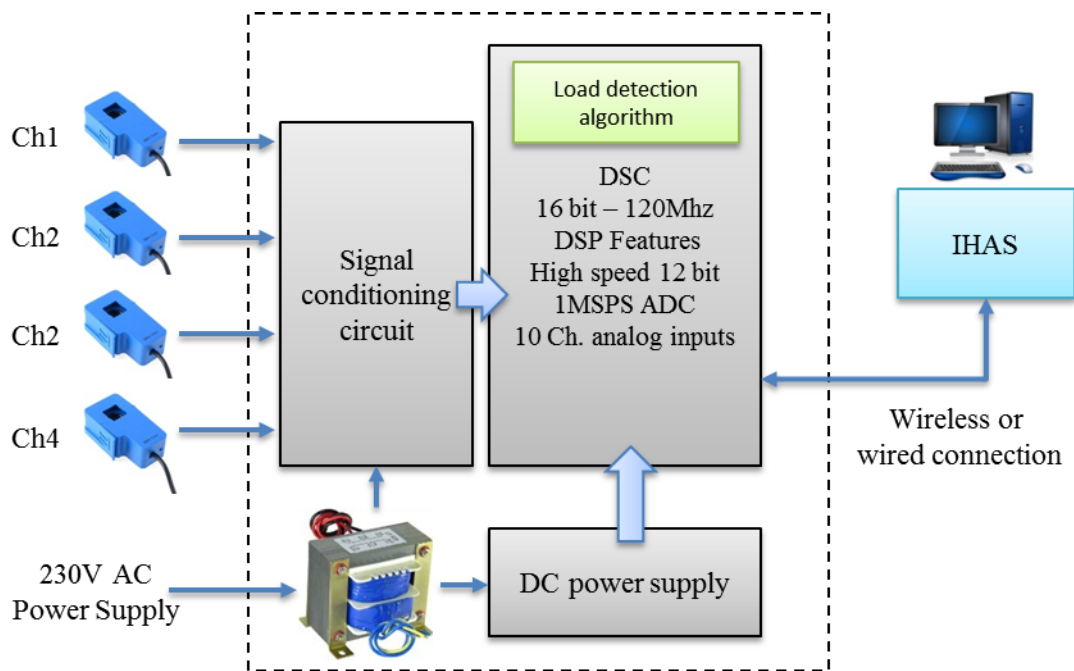 Ch1
Ch2
Ch2
Ch4
230V AC
Power Supply
Signal
conditioning
circuit
Load detection
algorithm
DSC
16 bit – 120Mhz
DSP Features
High speed 12 bit
1MSPS ADC
10 Ch. analog inputs
DC power supply
IHAS
Wireless or
wired connection